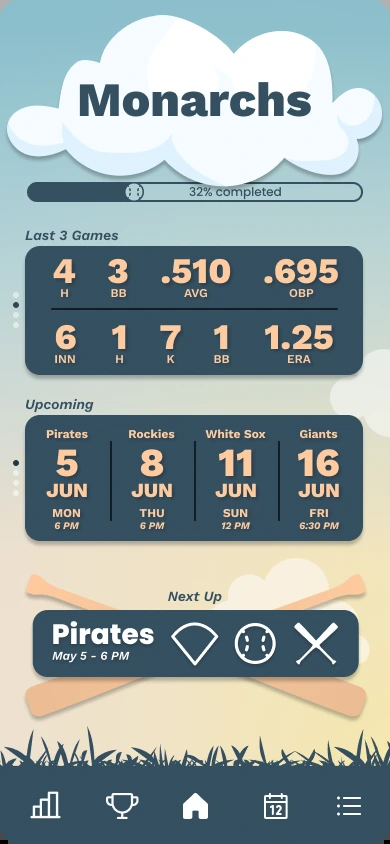 Monarchs
32% completed
Last 3 Games
4 3 .510 .695
H BB AVG OBP
6 1 7 1 1.25
INN H K BB ERA
Upcoming
Pirates Rockies White Sox Giants
5 8 11 16
JUN JUN JUN JUN
MON THU SUN FRI
6 PM 6 PM 12 PM 6:30 PM
Next Up
Pirates
May 5 - 6 PM
12